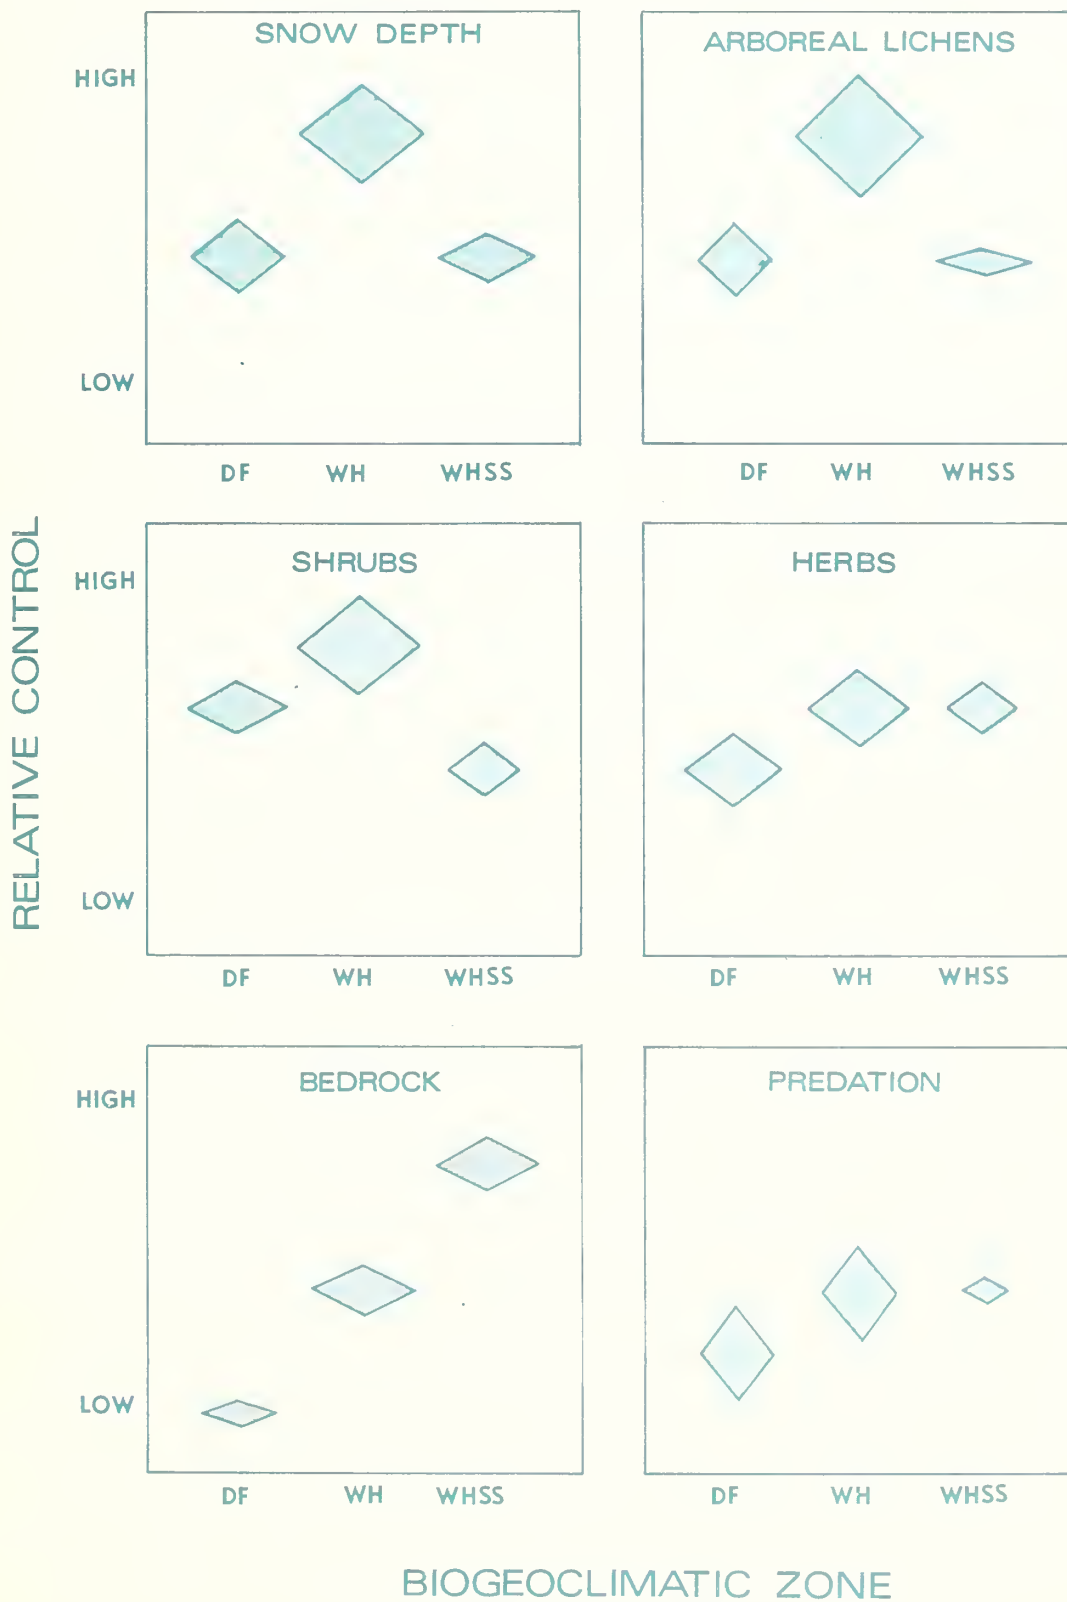 SNOW DEPTH
ARBOREAL LICHENS
HIGH
LOW
DF WH WHSS
DF WH WHSS
RELATIVE CONTROL
SHRUBS
HERBS
HIGH
LOW
DF WH WHSS
DF WH WHSS
BEDROCK
PREDATION
HIGH
LOW
DF WH WHSS
DF WH WHSS
BIOGEOCLIMATIC ZONE